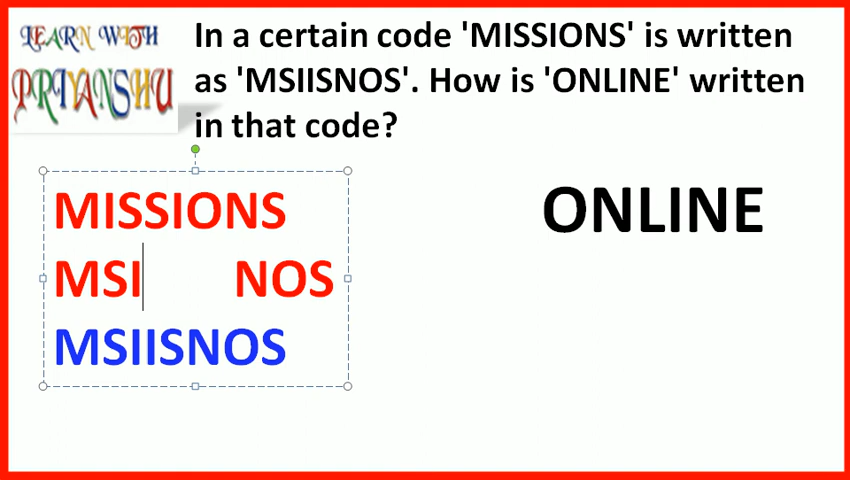 LEARN WITH
PRIYANSHU
In a certain code 'MISSIONS' is written
as 'MSIISNOS'. How is 'ONLINE' written
in that code?
MISSIONS
ONLINE
MSI NOS
MSIISNOS